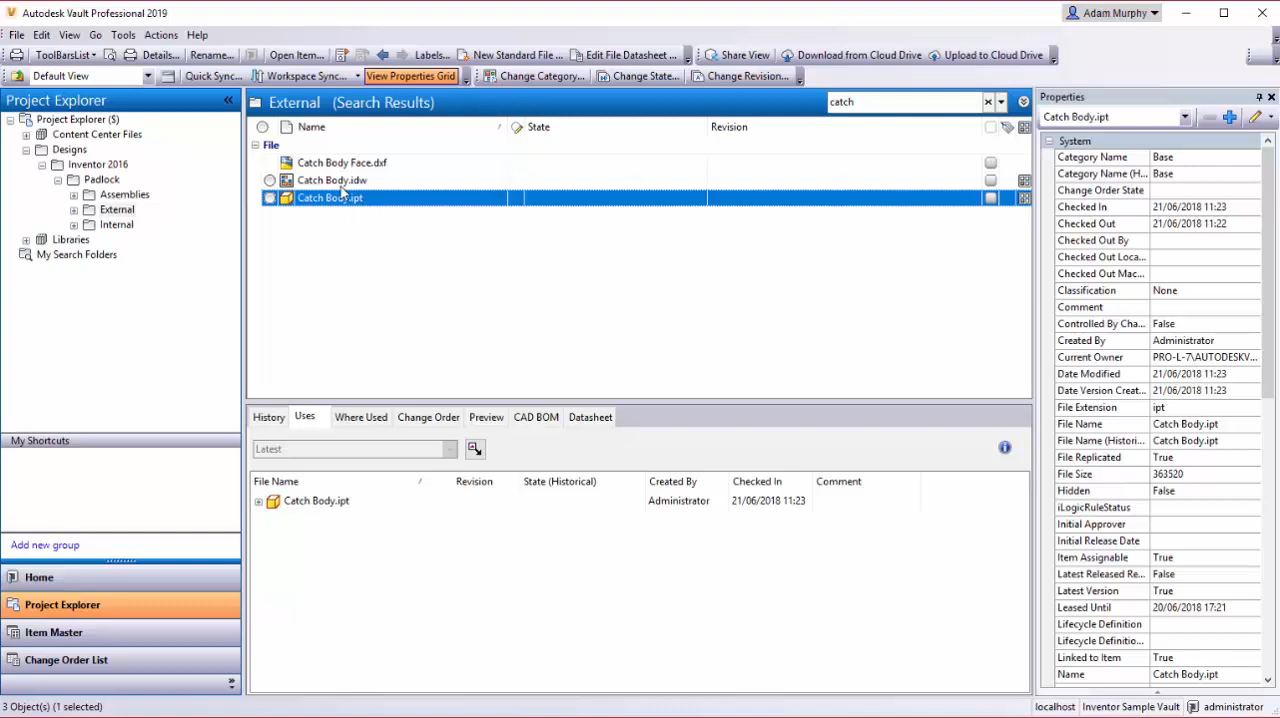 Autodesk Vault Professional 2019
Adam Murphy
File Edit View Go Tools Actions Help
ToolBarsList Details... Rename... Open Item... Labels... New Standard File ... Edit File Datasheet ... Share View Download from Cloud Drive Upload to Cloud Drive
Default View Quick Sync... Workspace Sync... View Properties Grid Change Category... Change State... Change Revision...
Project Explorer «
Project Explorer ($)
Content Center Files
Designs
Inventor 2016
Padlock
Assemblies
External
Internal
Libraries
My Search Folders
My Shortcuts
Add new group
Home
Project Explorer
Item Master
Change Order List
External (Search Results) catch
Name State Revision
File
Catch Body Face.dxf
Catch Body.idw
Catch Body.ipt
History Uses Where Used Change Order Preview CAD BOM Datasheet
Latest
File Name Revision State (Historical) Created By Checked In Comment
Catch Body.ipt Administrator 21/06/2018 11:23
Properties
Catch Body.ipt
System
Category Name Base
Category Name (H... Base
Change Order State
Checked In 21/06/2018 11:23
Checked Out 21/06/2018 11:22
Checked Out By
Checked Out Loca...
Checked Out Mac...
Classification None
Comment
Controlled By Cha... False
Created By Administrator
Current Owner PRO-L-7\AUTODESKV...
Date Modified 21/06/2018 11:23
Date Version Creat... 21/06/2018 11:23
File Extension ipt
File Name Catch Body.ipt
File Name (Histori... Catch Body.ipt
File Replicated True
File Size 363520
Hidden False
iLogicRuleStatus
Initial Approver
Initial Release Date
Item Assignable True
Latest Released Re... False
Latest Version True
Leased Until 20/06/2018 17:21
Lifecycle Definition
Lifecycle Definitio...
Linked to Item True
Name Catch Body.ipt
3 Object(s) (1 selected)
localhost Inventor Sample Vault administrator